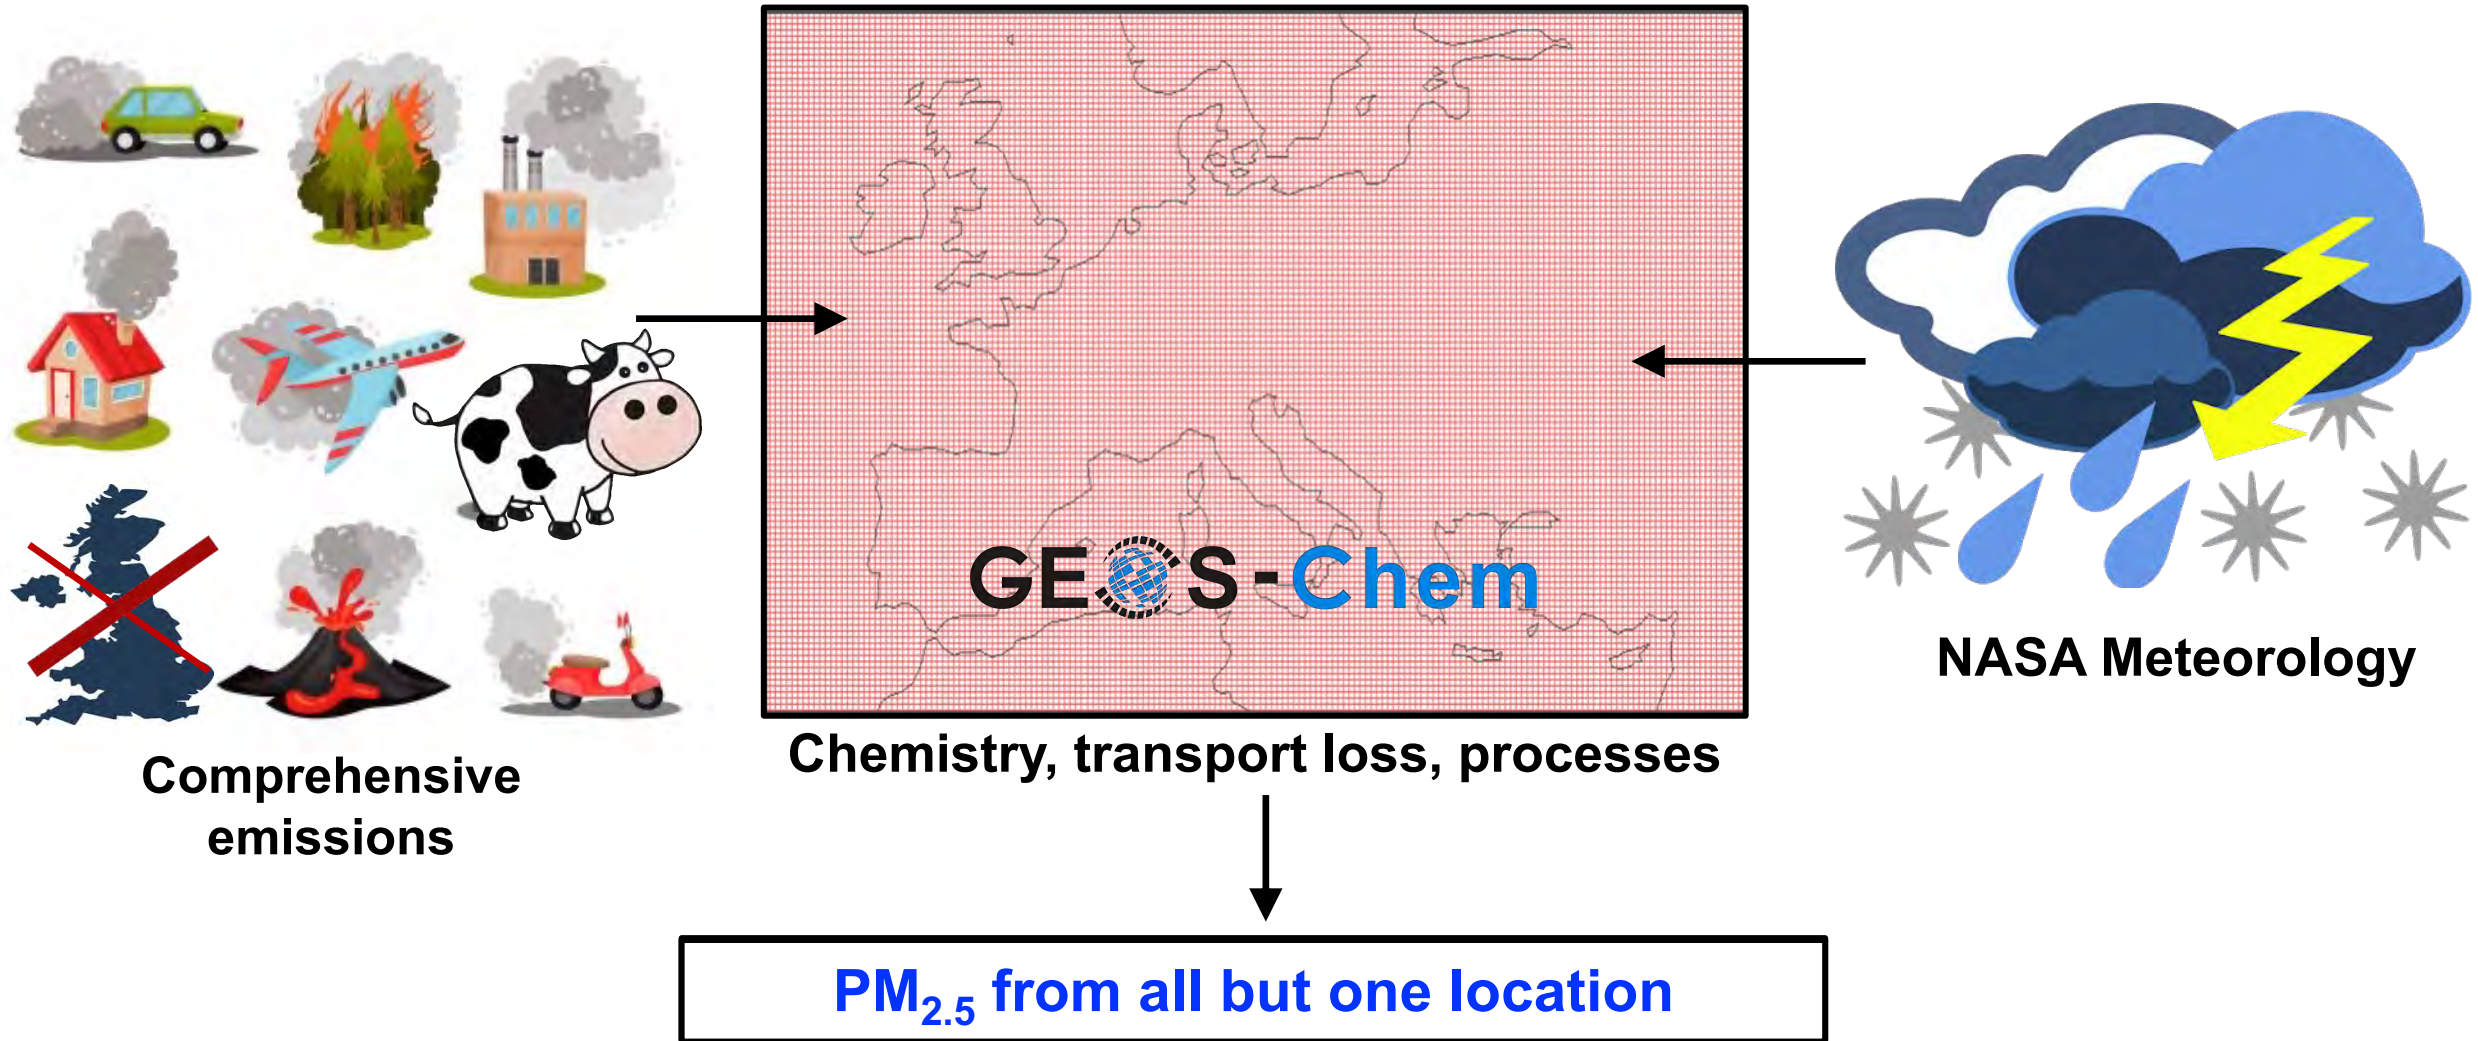 GEOS-Chem
NASA Meteorology
Chemistry, transport loss, processes
Comprehensive
emissions
PM2.5 from all but one location